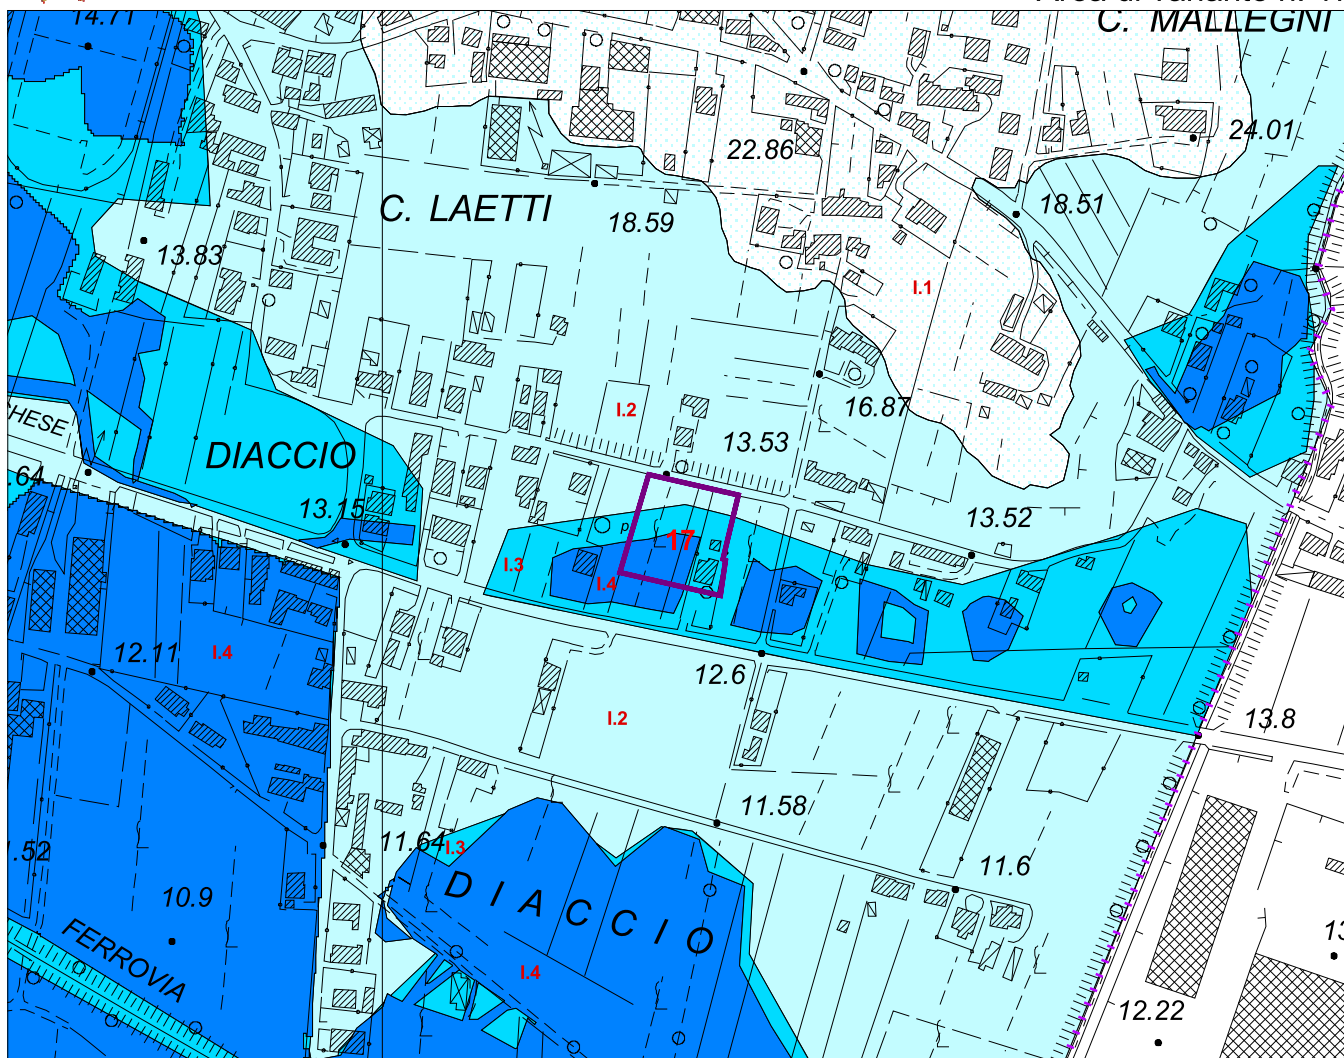 C. MALLEGNI
14.71
24.01
22.86
18.51
C. LAETTI
18.59
13.83
I.1
16.87
I.2
CHESE
13.53
DIACCIO
.64
13.15
13.52
17
I.3
I.4
12.11
I.4
12.6
I.2
13.8
11.58
11.64
I.3
.52
11.6
10.9
DIACCIO
FERROVIA
I.4
13
12.22